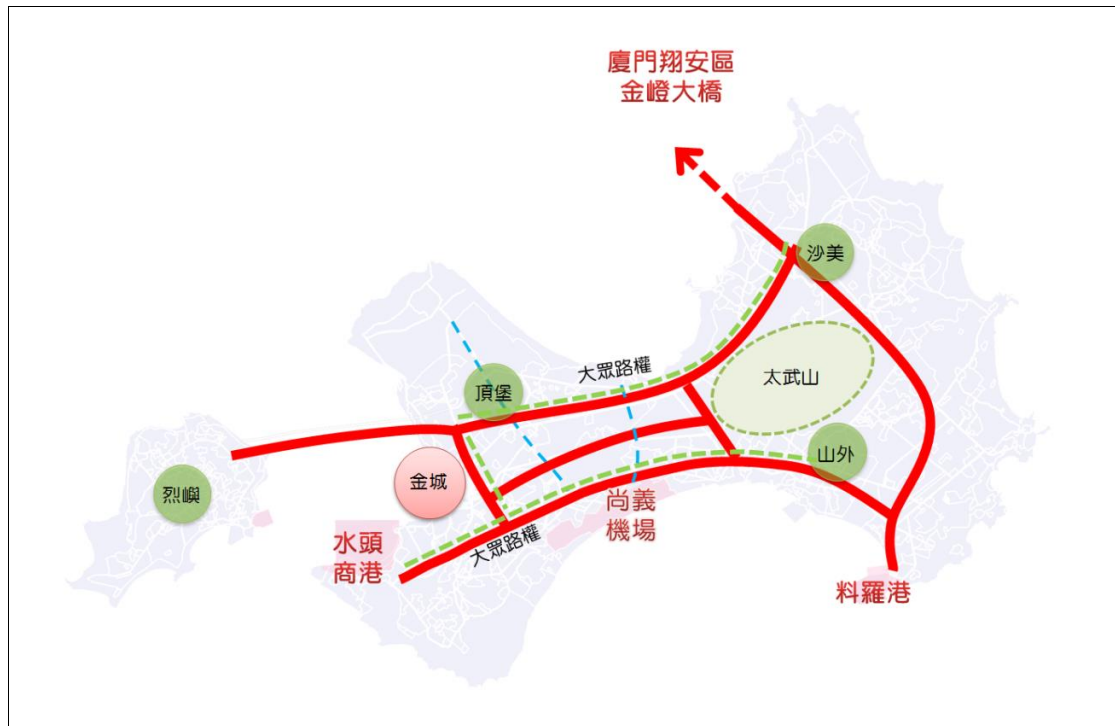 廈門翔安區
金嶝大橋
沙美
大眾路權
太武山
頂堡
山外
金城
烈嶼
尚義
機場
大眾路權
水頭
商港
料羅港